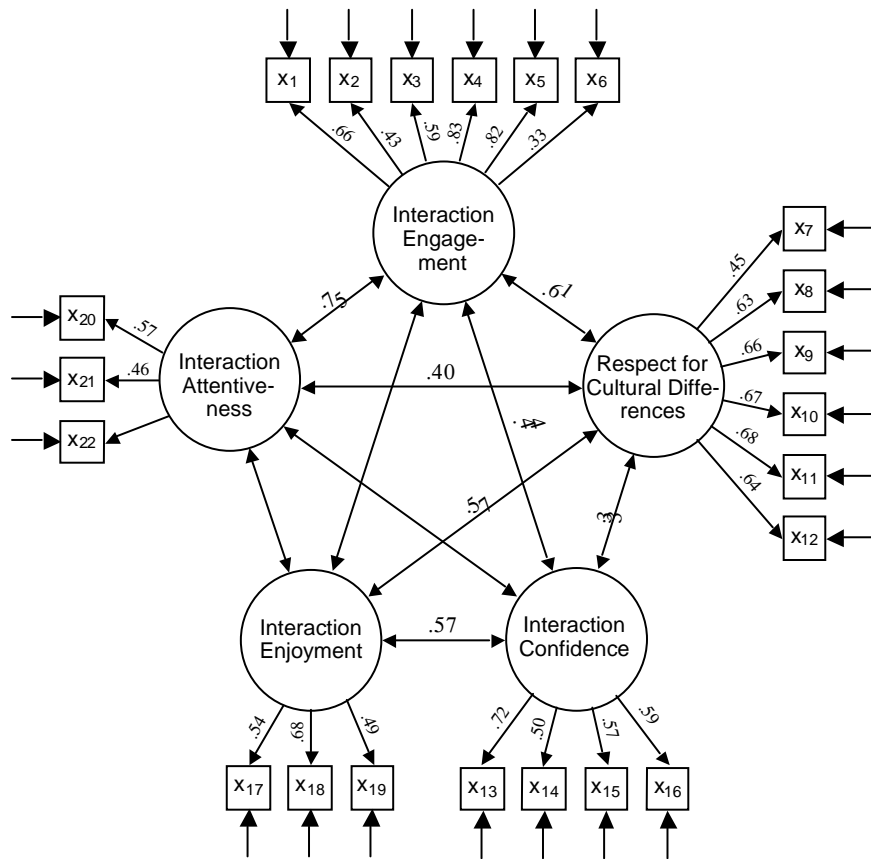 x1 x2 x3 x4 x5 x6
.66 .43 .59 .83 .82 .33
Interaction
Engage-
ment
x7
.45
x8
.63
.75
.61
x9
.66
x20
.57
x21
.46
x22
Interaction
Attentive-
ness
.40
Respect for
Cultural Diffe-
rences
.67
x10
.68
x11
.64
x12
.44
.57
.33
Interaction
Enjoyment
.57
Interaction
Confidence
.54 .68 .49
.72 .50 .57 .59
x17 x18 x19
x13 x14 x15 x16